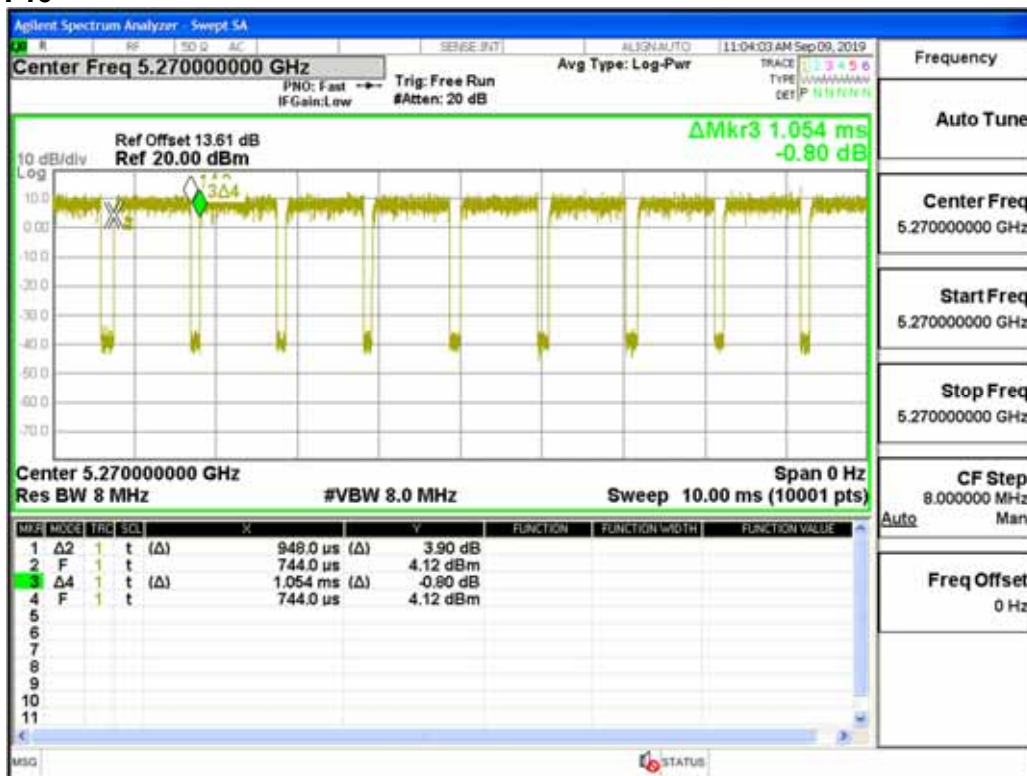 Agilent Spectrum Analyzer - Swept SA
RF 50 Ω AC SENSE:INT ALIGNAUTO 11:04:03 AM Sep 09, 2019
Center Freq 5.270000000 GHz
PNO: Fast
IFGain:Low
Trig: Free Run
#Atten: 20 dB
Avg Type: Log-Pwr
TRACE 1 2 3 4 5 6
TYPE
DET P N N N N N
ΔMkr3 1.054 ms
-0.80 dB
Ref Offset 13.61 dB
10 dB/div Ref 20.00 dBm
Log
10.0
0.00
-10.0
-20.0
-30.0
-40.0
-50.0
-60.0
-70.0
3Δ4
Center 5.270000000 GHz Span 0 Hz
Res BW 8 MHz #VBW 8.0 MHz Sweep 10.00 ms (10001 pts)
MKR MODE TRC SCL X Y FUNCTION FUNCTION WIDTH FUNCTION VALUE
1 Δ2 1 t (Δ) 948.0 µs (Δ) 3.90 dB
2 F 1 t 744.0 µs 4.12 dBm
3 Δ4 1 t (Δ) 1.054 ms (Δ) -0.80 dB
4 F 1 t 744.0 µs 4.12 dBm
5
6
7
8
9
10
11
MSG STATUS
Frequency
Auto Tune
Center Freq
5.270000000 GHz
Start Freq
5.270000000 GHz
Stop Freq
5.270000000 GHz
CF Step
8.000000 MHz
Auto Man
Freq Offset
0 Hz